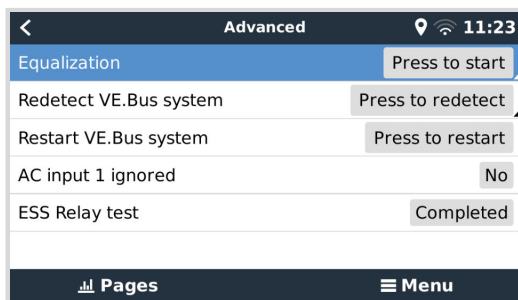 Advanced 11:23
Equalization Press to start
Redetect VE.Bus system Press to redetect
Restart VE.Bus system Press to restart
AC input 1 ignored No
ESS Relay test Completed
Pages Menu